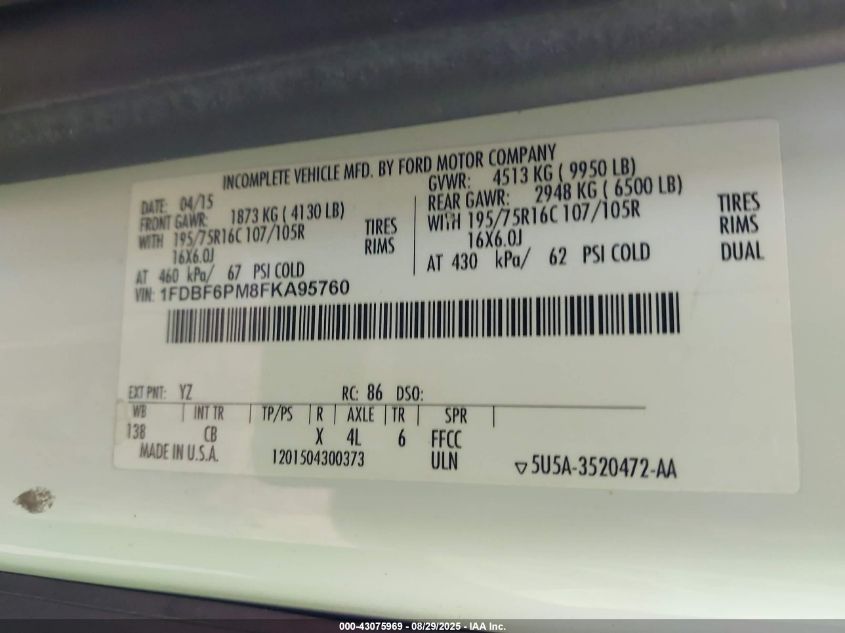 INCOMPLETE VEHICLE MFD. BY FORD MOTOR COMPANY
DATE: 04/15
GVWR: 4513 KG ( 9950 LB)
FRONT GAWR: 1873 KG ( 4130 LB)
REAR GAWR: 2948 KG ( 6500 LB)
WITH 195/75R16C 107/105R TIRES
WITH 195/75R16C 107/105R TIRES
16X6.0J RIMS
16X6.0J RIMS
AT 460 kPa/ 67 PSI COLD
AT 430 kPa/ 62 PSI COLD DUAL
VIN: 1FDBF6PM8FKA95760
EXT PNT: YZ RC: 86 DSO:
WB INT TR TP/PS R AXLE TR SPR
138 CB X 4L 6 FFCC
MADE IN U.S.A. 1201504300373 ULN ▽5U5A-3520472-AA
000-43075969 - 08/29/2025 - IAA Inc.